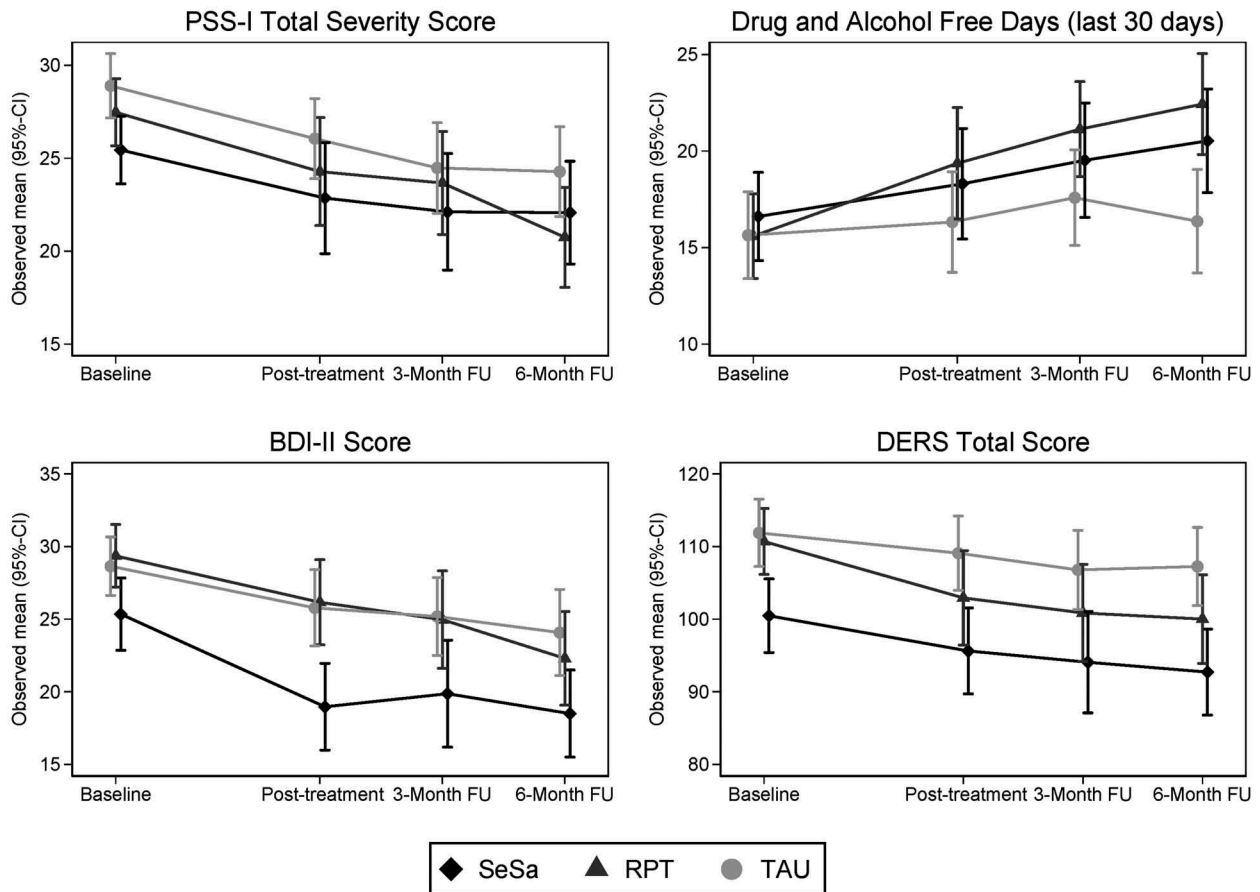 PSS-I Total Severity Score
Observed mean (95%-CI)
30
25
20
15
Baseline Post-treatment 3-Month FU 6-Month FU
Drug and Alcohol Free Days (last 30 days)
Observed mean (95%-CI)
25
20
15
10
Baseline Post-treatment 3-Month FU 6-Month FU
BDI-II Score
Observed mean (95%-CI)
35
30
25
20
15
Baseline Post-treatment 3-Month FU 6-Month FU
DERS Total Score
Observed mean (95%-CI)
120
110
100
90
80
Baseline Post-treatment 3-Month FU 6-Month FU
SeSa RPT TAU